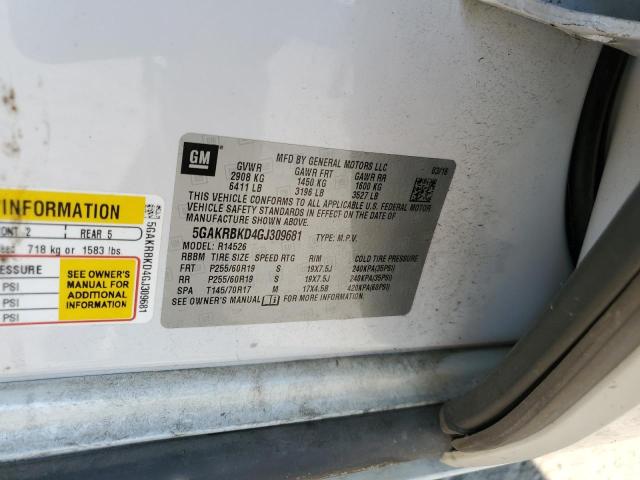 GM
MFD BY GENERAL MOTORS LLC
GVWR GAWR FRT GAWR RR
2908 KG 1450 KG 1600 KG
6411 LB 3196 LB 3527 LB
THIS VEHICLE CONFORMS TO ALL APPLICABLE U.S. FEDERAL MOTOR
VEHICLE SAFETY STANDARDS IN EFFECT ON THE DATE OF
MANUFACTURE SHOWN ABOVE.
5GAKRBKD4GJ309681 TYPE: M.P.V.
MODEL: R14526
RBBM TIRE SIZE SPEED RTG RIM COLD TIRE PRESSURE
FRT P255/60R19 S 19X7.5J 240KPA(35PSI)
RR P255/60R19 S 19X7.5J 240KPA(35PSI)
SPA T145/70R17 M 17X4.5B 420KPA(60PSI)
SEE OWNER'S MANUAL FOR MORE INFORMATION.
INFORMATION
2 REAR 5
718 kg or 1583 lbs.
SEE OWNER'S
MANUAL FOR
ADDITIONAL
INFORMATION
PSI
PSI
PSI
5GAKRBKD4GJ309681